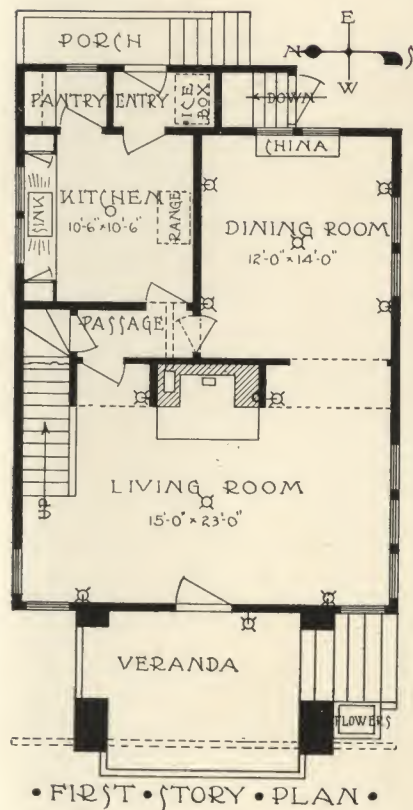 E
N S
W
PORCH
PANTRY
ENTRY
ICE
BOX
DOWN
CHINA
SINK
KITCHEN
10'-6" x 10'-6"
RANGE
DINING ROOM
12'-0" x 14'-0"
PASSAGE
UP
LIVING ROOM
15'-0" x 23'-0"
VERANDA
FLOWERS
• FIRST • STORY • PLAN •